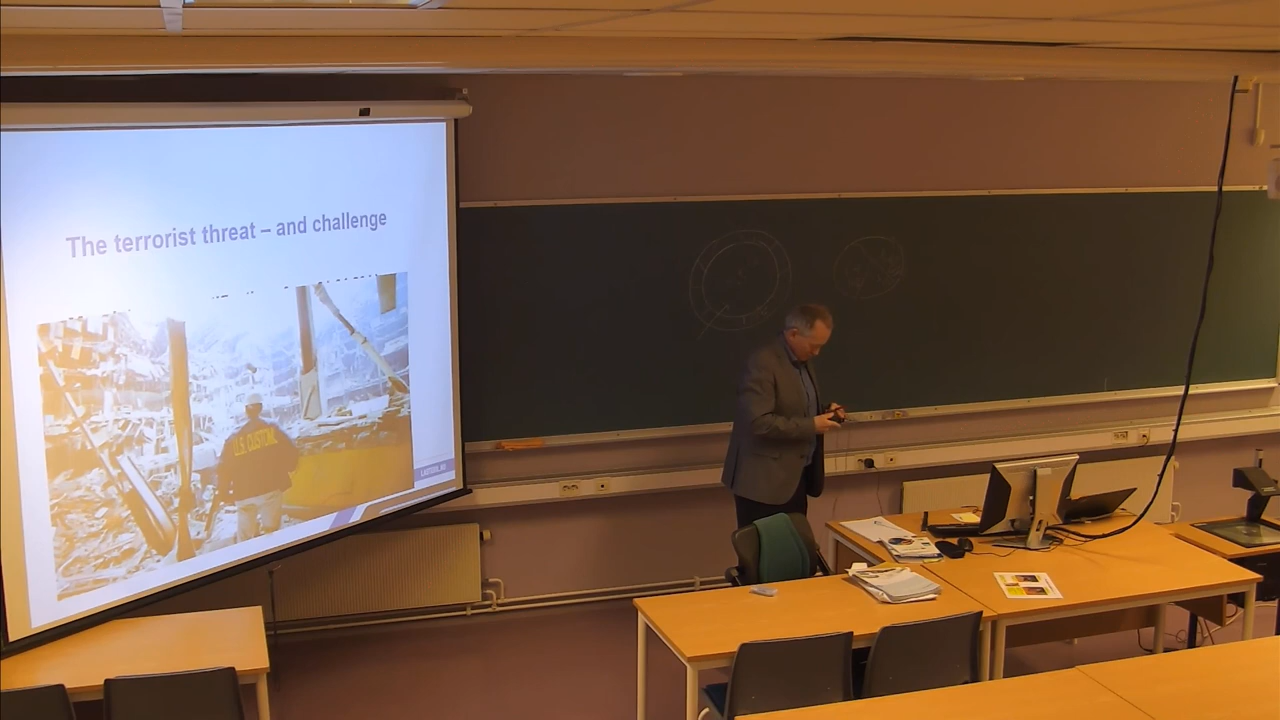 The terrorist threat – and challenge
U.S. CUSTOMS